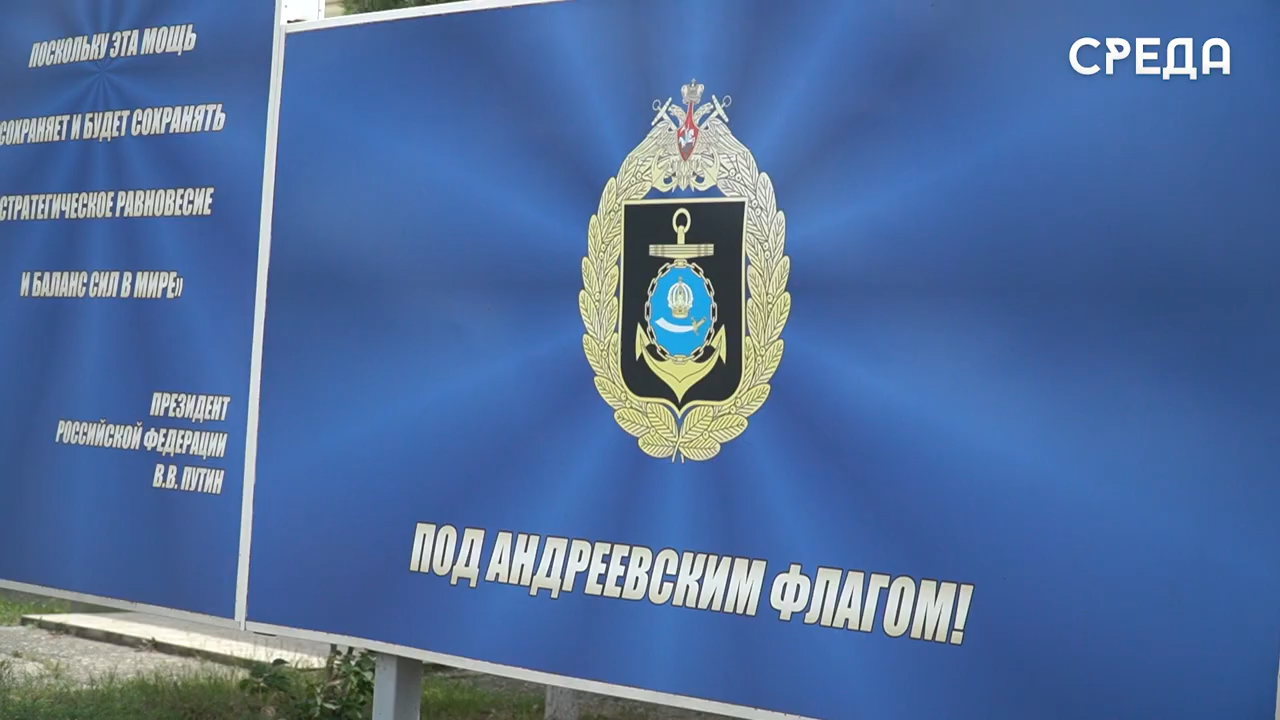 ПОСКОЛЬКУ ЭТА МОЩЬ
СОХРАНЯЕТ И БУДЕТ СОХРАНЯТЬ
СТРАТЕГИЧЕСКОЕ РАВНОВЕСИЕ
И БАЛАНС СИЛ В МИРЕ»
ПРЕЗИДЕНТ
РОССИЙСКОЙ ФЕДЕРАЦИИ
В.В. ПУТИН
СРЕДА
ПОД АНДРЕЕВСКИМ ФЛАГОМ!